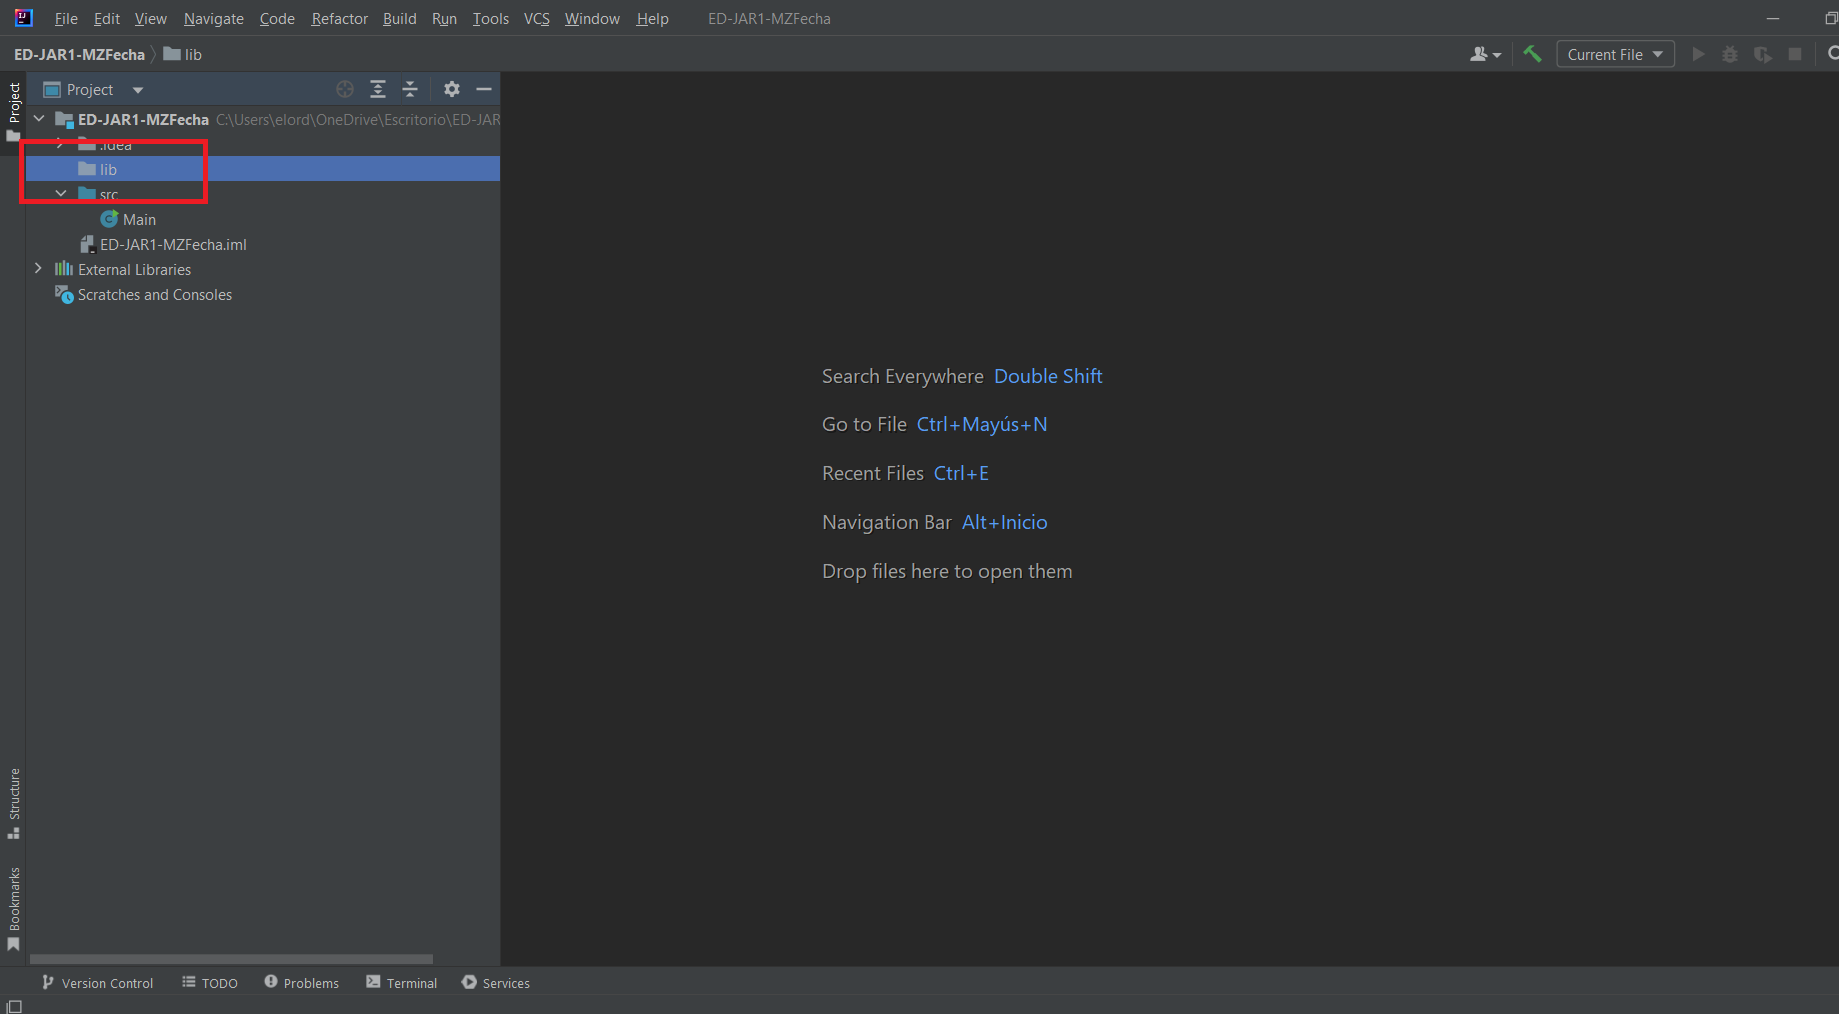 File Edit View Navigate Code Refactor Build Run Tools VCS Window Help ED-JAR1-MZFecha
ED-JAR1-MZFecha lib
Current File
Project
Project
ED-JAR1-MZFecha C:\Users\elord\OneDrive\Escritorio\ED-JAR
.idea
lib
src
Main
ED-JAR1-MZFecha.iml
External Libraries
Scratches and Consoles
Search Everywhere Double Shift
Go to File Ctrl+Mayús+N
Recent Files Ctrl+E
Navigation Bar Alt+Inicio
Drop files here to open them
Structure
Bookmarks
Version Control TODO Problems Terminal Services